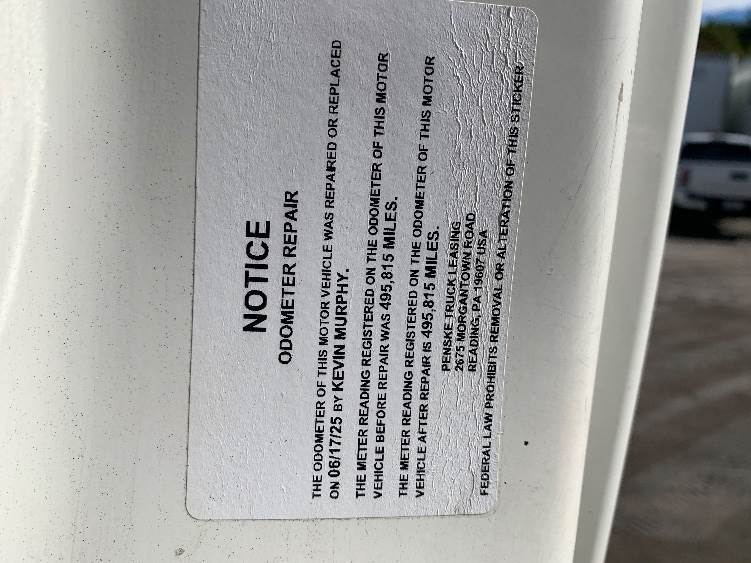 NOTICE
ODOMETER REPAIR
THE ODOMETER OF THIS MOTOR VEHICLE WAS REPAIRED OR REPLACED
ON 06/17/25 BY KEVIN MURPHY.
THE METER READING REGISTERED ON THE ODOMETER OF THIS MOTOR
VEHICLE BEFORE REPAIR WAS 495,815 MILES.
THE METER READING REGISTERED ON THE ODOMETER OF THIS MOTOR
VEHICLE AFTER REPAIR IS 495,815 MILES.
PENSKE TRUCK LEASING
2675 MORGANTOWN ROAD
READING, PA 19607 USA
FEDERAL LAW PROHIBITS REMOVAL OR ALTERATION OF THIS STICKER